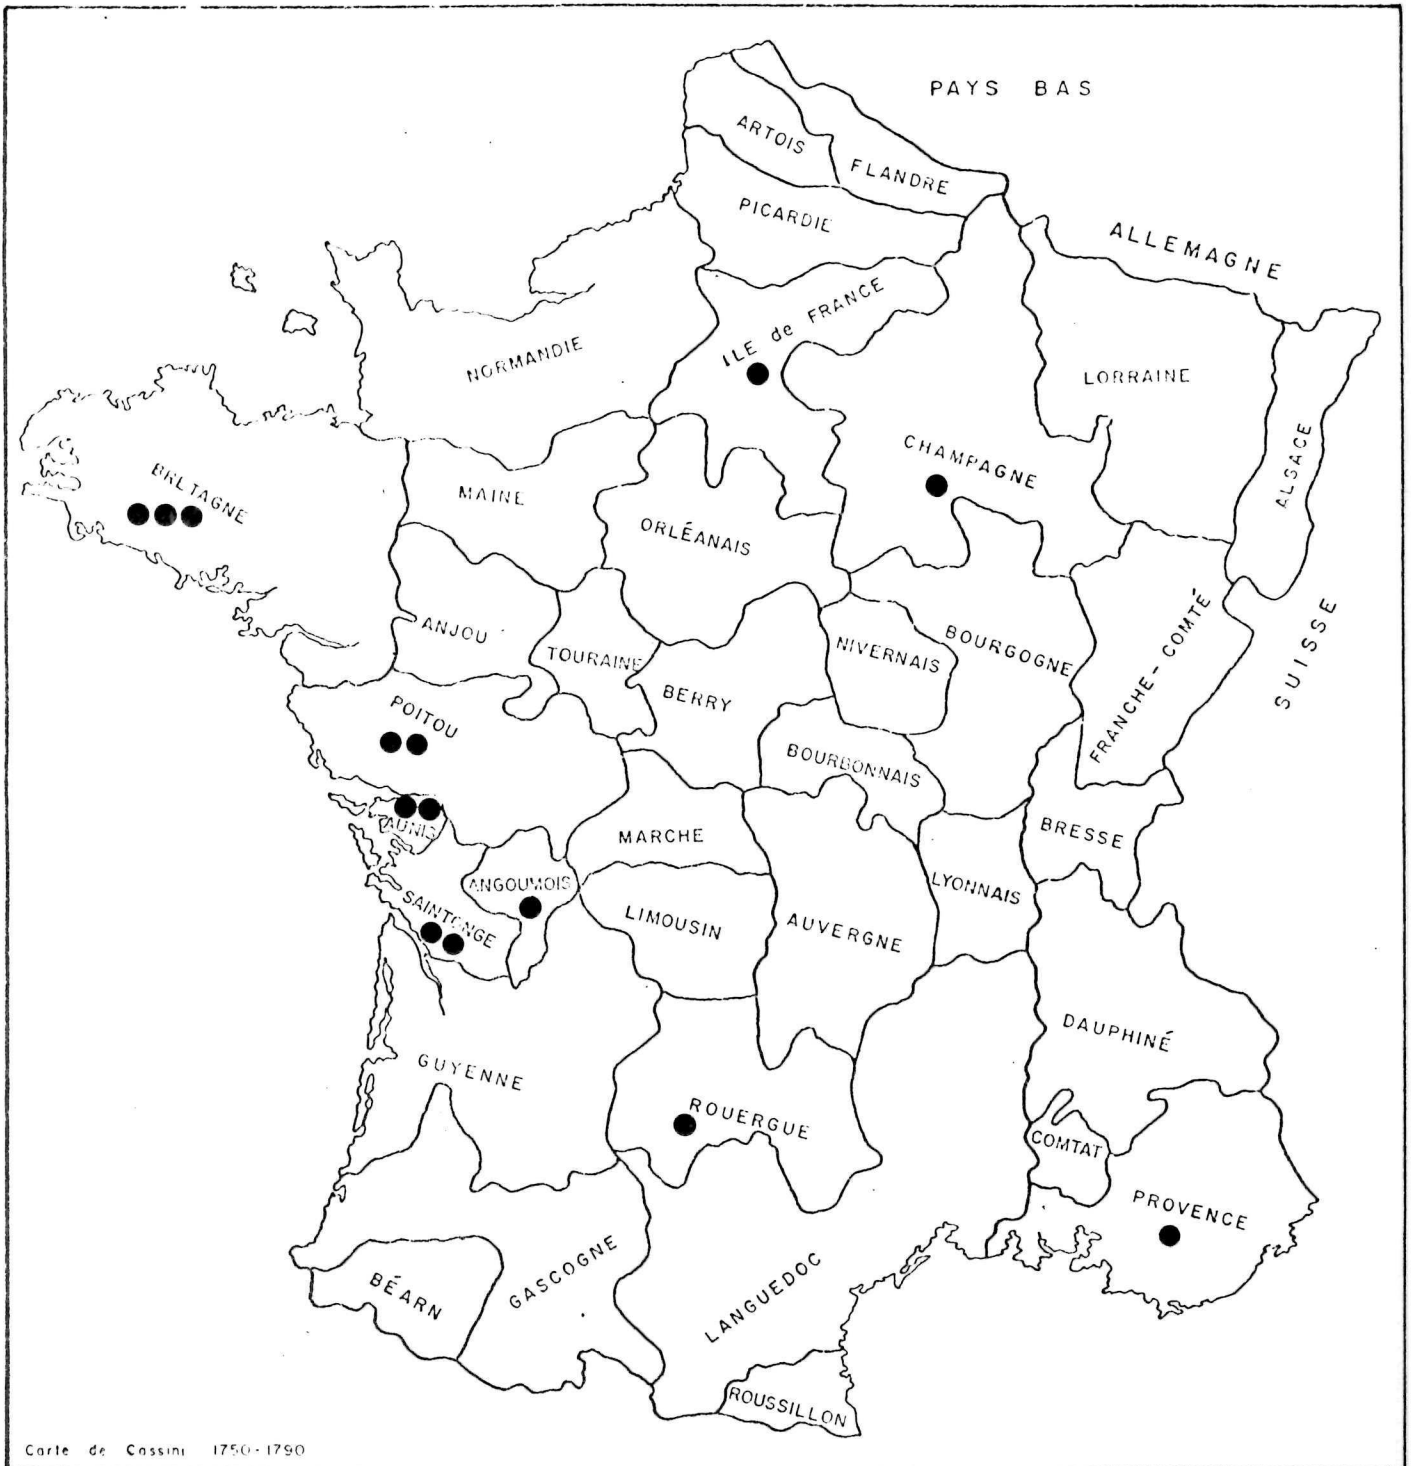 PAYS BAS
ARTOIS
FLANDRE
PICARDIE
ALLEMAGNE
ILE de FRANCE
NORMANDIE
LORRAINE
CHAMPAGNE
ALSACE
BRETAGNE
MAINE
ORLÉANAIS
ANJOU
TOURAINE
NIVERNAIS
BOURGOGNE
FRANCHE-COMTÉ
SUISSE
BERRY
POITOU
BOURBONNAIS
AUNIS
MARCHE
BRESSE
ANGOUMOIS
LYONNAIS
SAINTONGE
LIMOUSIN
AUVERGNE
DAUPHINÉ
GUYENNE
ROUERGUE
COMTAT
PROVENCE
BÉARN
GASCOGNE
LANGUEDOC
ROUSSILLON
Carte de Cassini 1750-1790